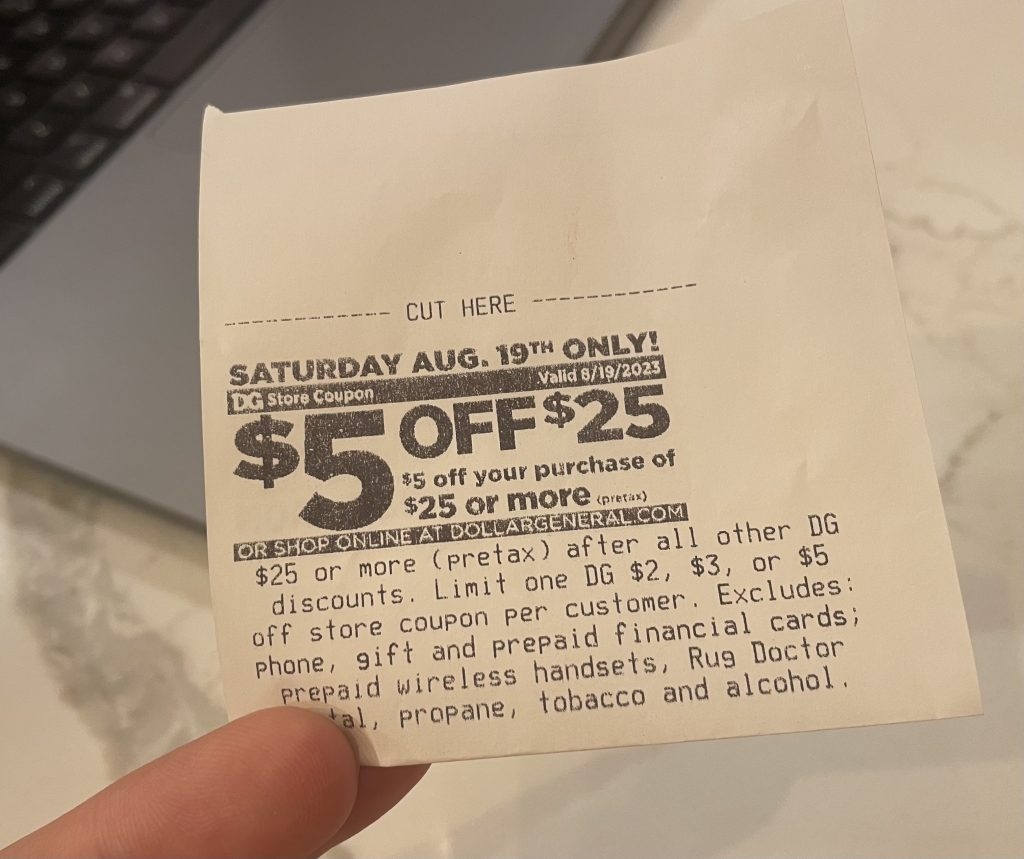 ------------ CUT HERE ------------
SATURDAY AUG. 19TH ONLY!
DG Store Coupon Valid 8/19/2023
$5 OFF $25
$5 off your purchase of
$25 or more (pretax)
OR SHOP ONLINE AT DOLLARGENERAL.COM
$25 or more (pretax) after all other DG
discounts. Limit one DG $2, $3, or $5
off store coupon per customer. Excludes:
phone, gift and prepaid financial cards;
prepaid wireless handsets, Rug Doctor
tal, propane, tobacco and alcohol.